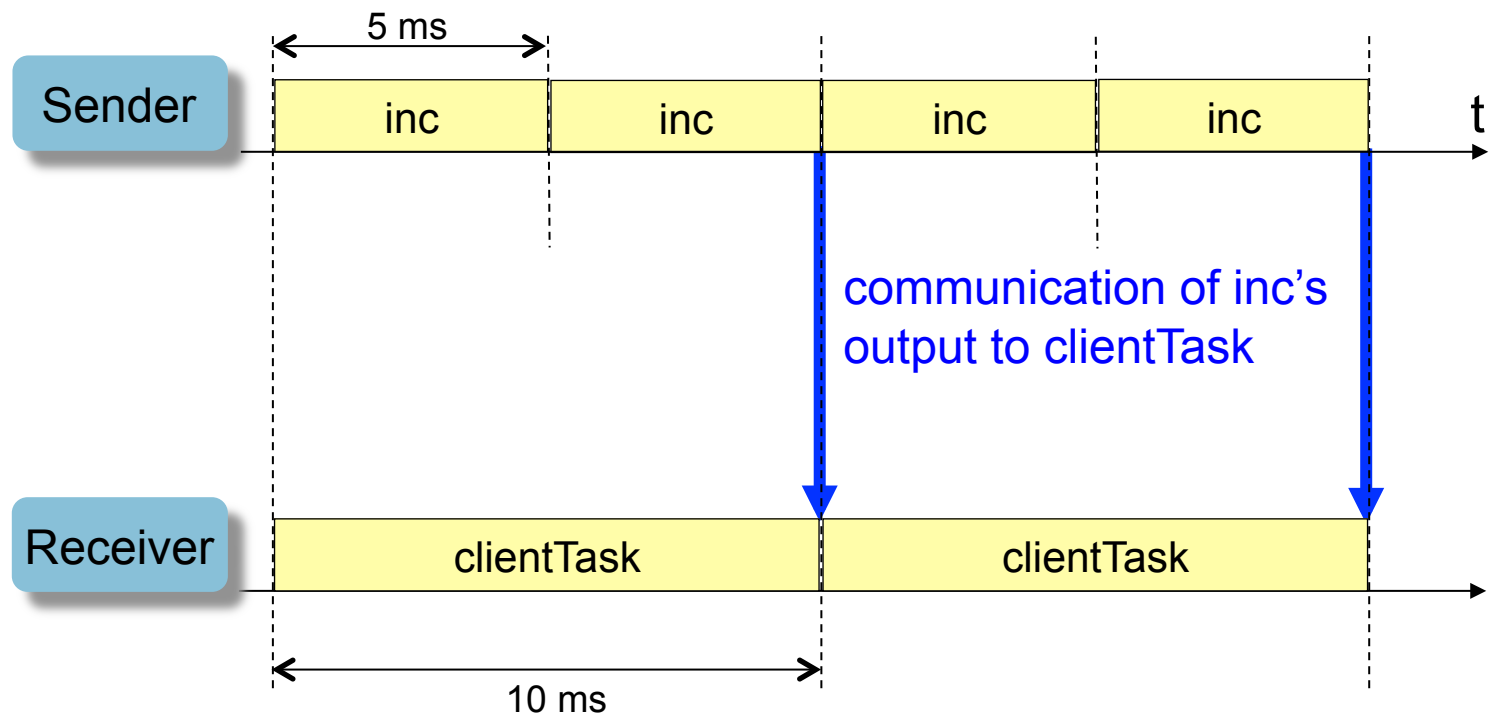 5 ms
Sender
inc
inc
inc
inc
t
communication of inc’s
output to clientTask
Receiver
clientTask
clientTask
10 ms